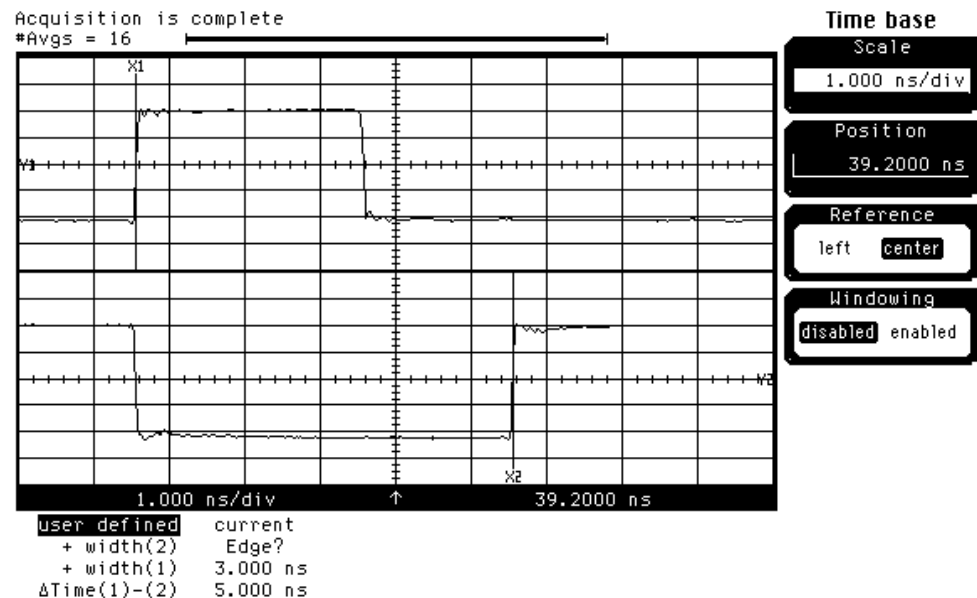 Acquisition is complete
#Avgs = 16
Time base
Scale
1.000 ns/div
Position
39.2000 ns
Reference
left center
Windowing
disabled enabled
X1
Y1
Y2
X2
1.000 ns/div ↑ 39.2000 ns
user defined current
+ width(2) Edge?
+ width(1) 3.000 ns
ΔTime(1)-(2) 5.000 ns